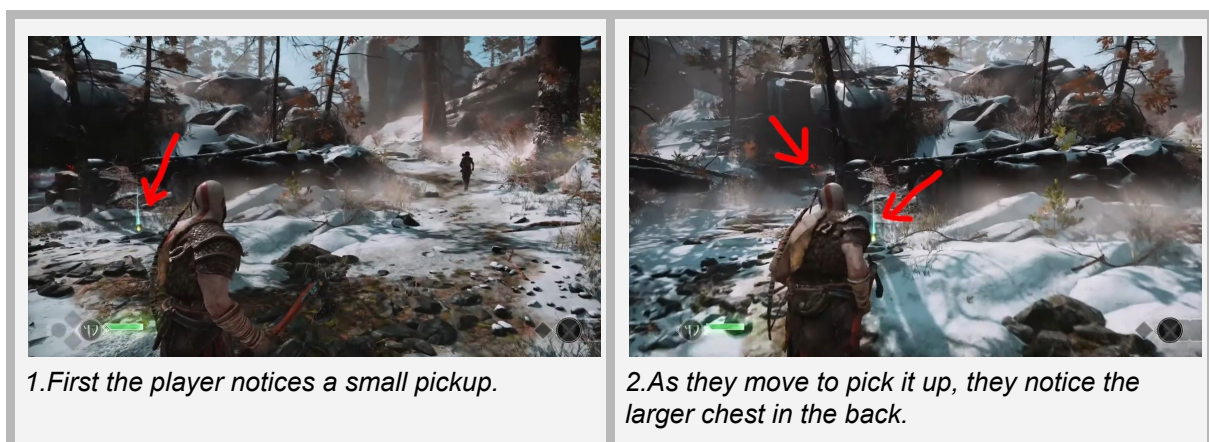 1.First the player notices a small pickup.
2.As they move to pick it up, they notice the
larger chest in the back.